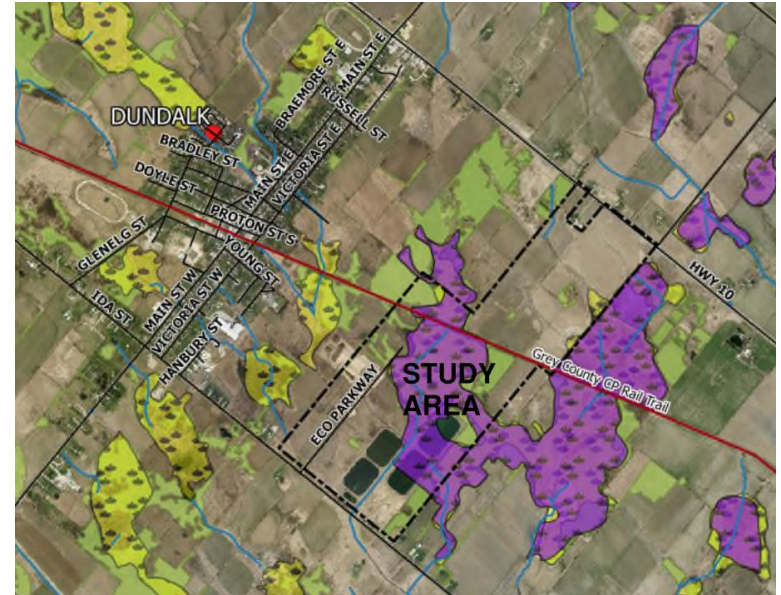 DUNDALK
BRAEMORE ST E
MAIN ST E
RUSSELL ST
BRADLEY ST
DOYLE ST
MAIN ST E
VICTORIA ST E
PROTON ST S
GLENELG ST
YOUNG ST
IDA ST
MAIN ST W
VICTORIA ST W
HANBURY ST
HWY 10
ECO PARKWAY
STUDY
AREA
Grey County CP Rail Trail